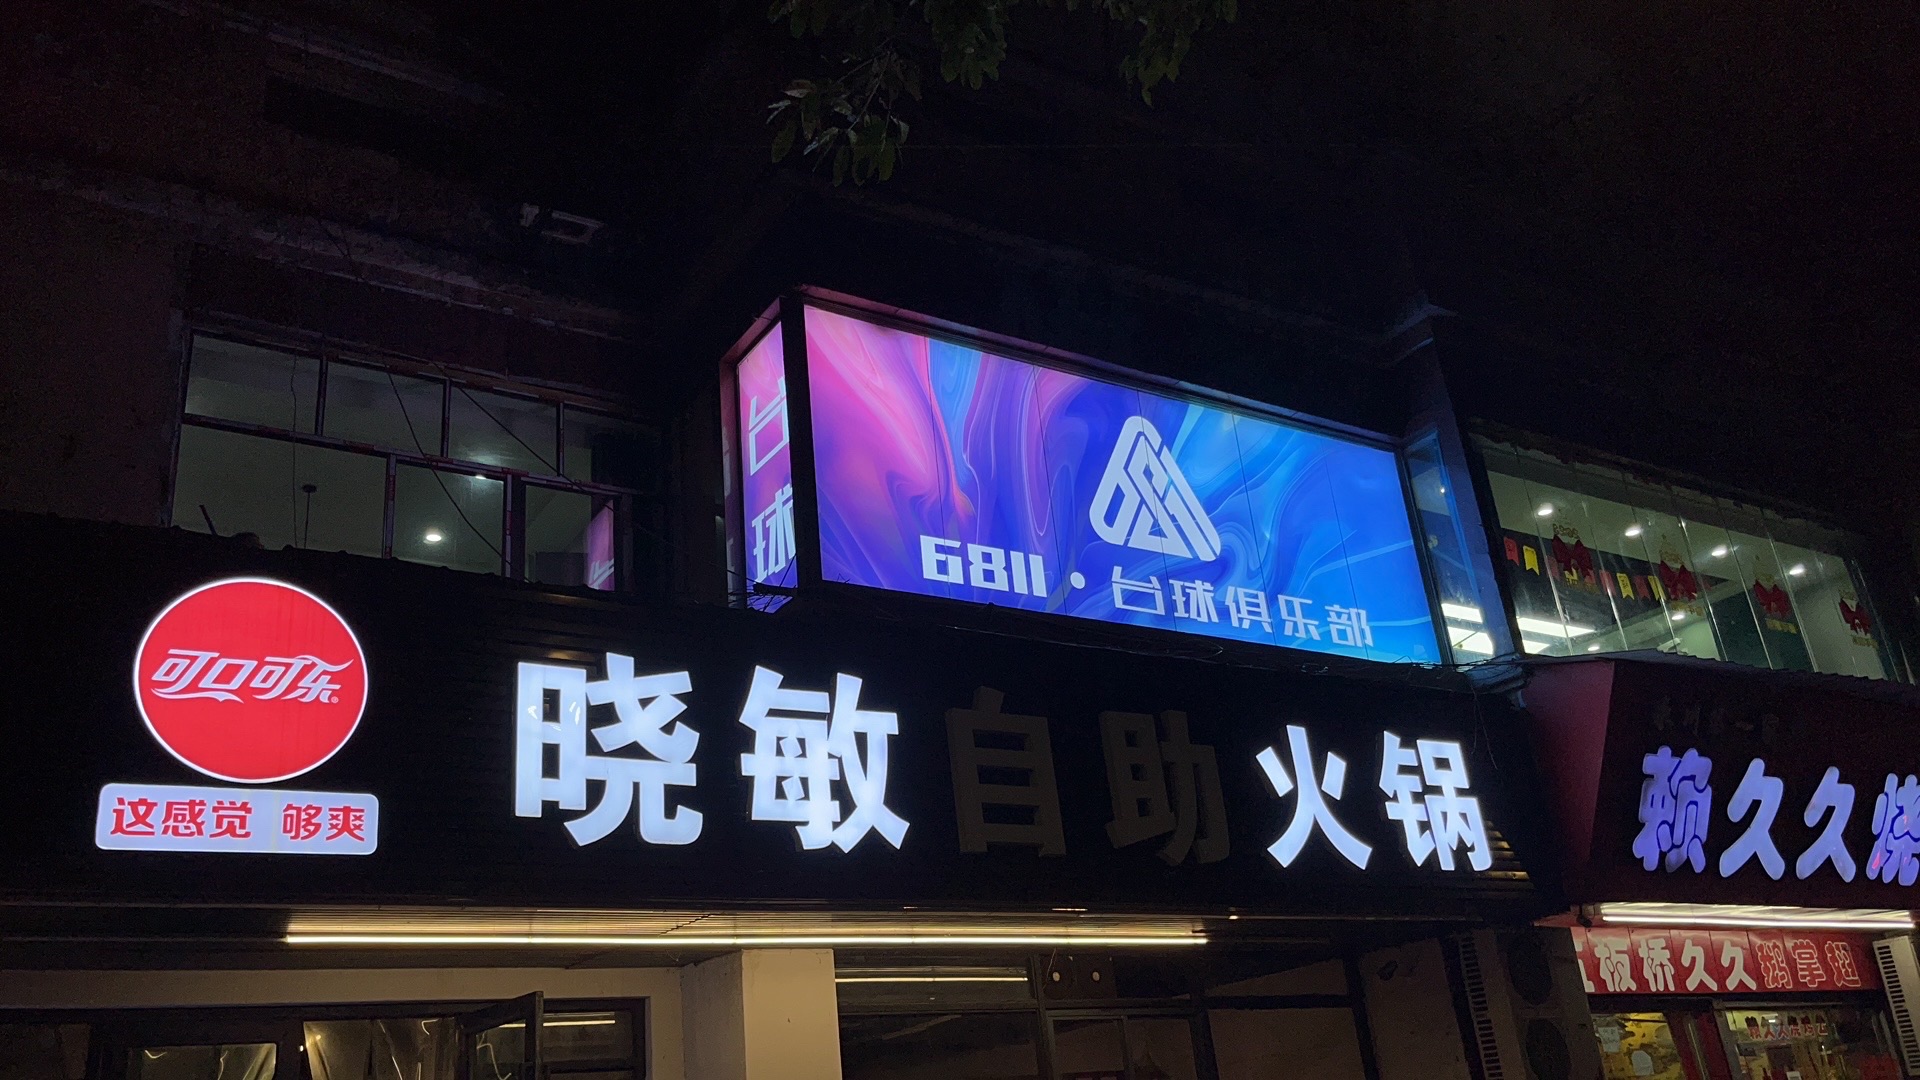 台球
6811
6811·台球俱乐部
可口可乐
这感觉 够爽
晓敏自助火锅
赖久久烧
板桥久久鹅掌翅